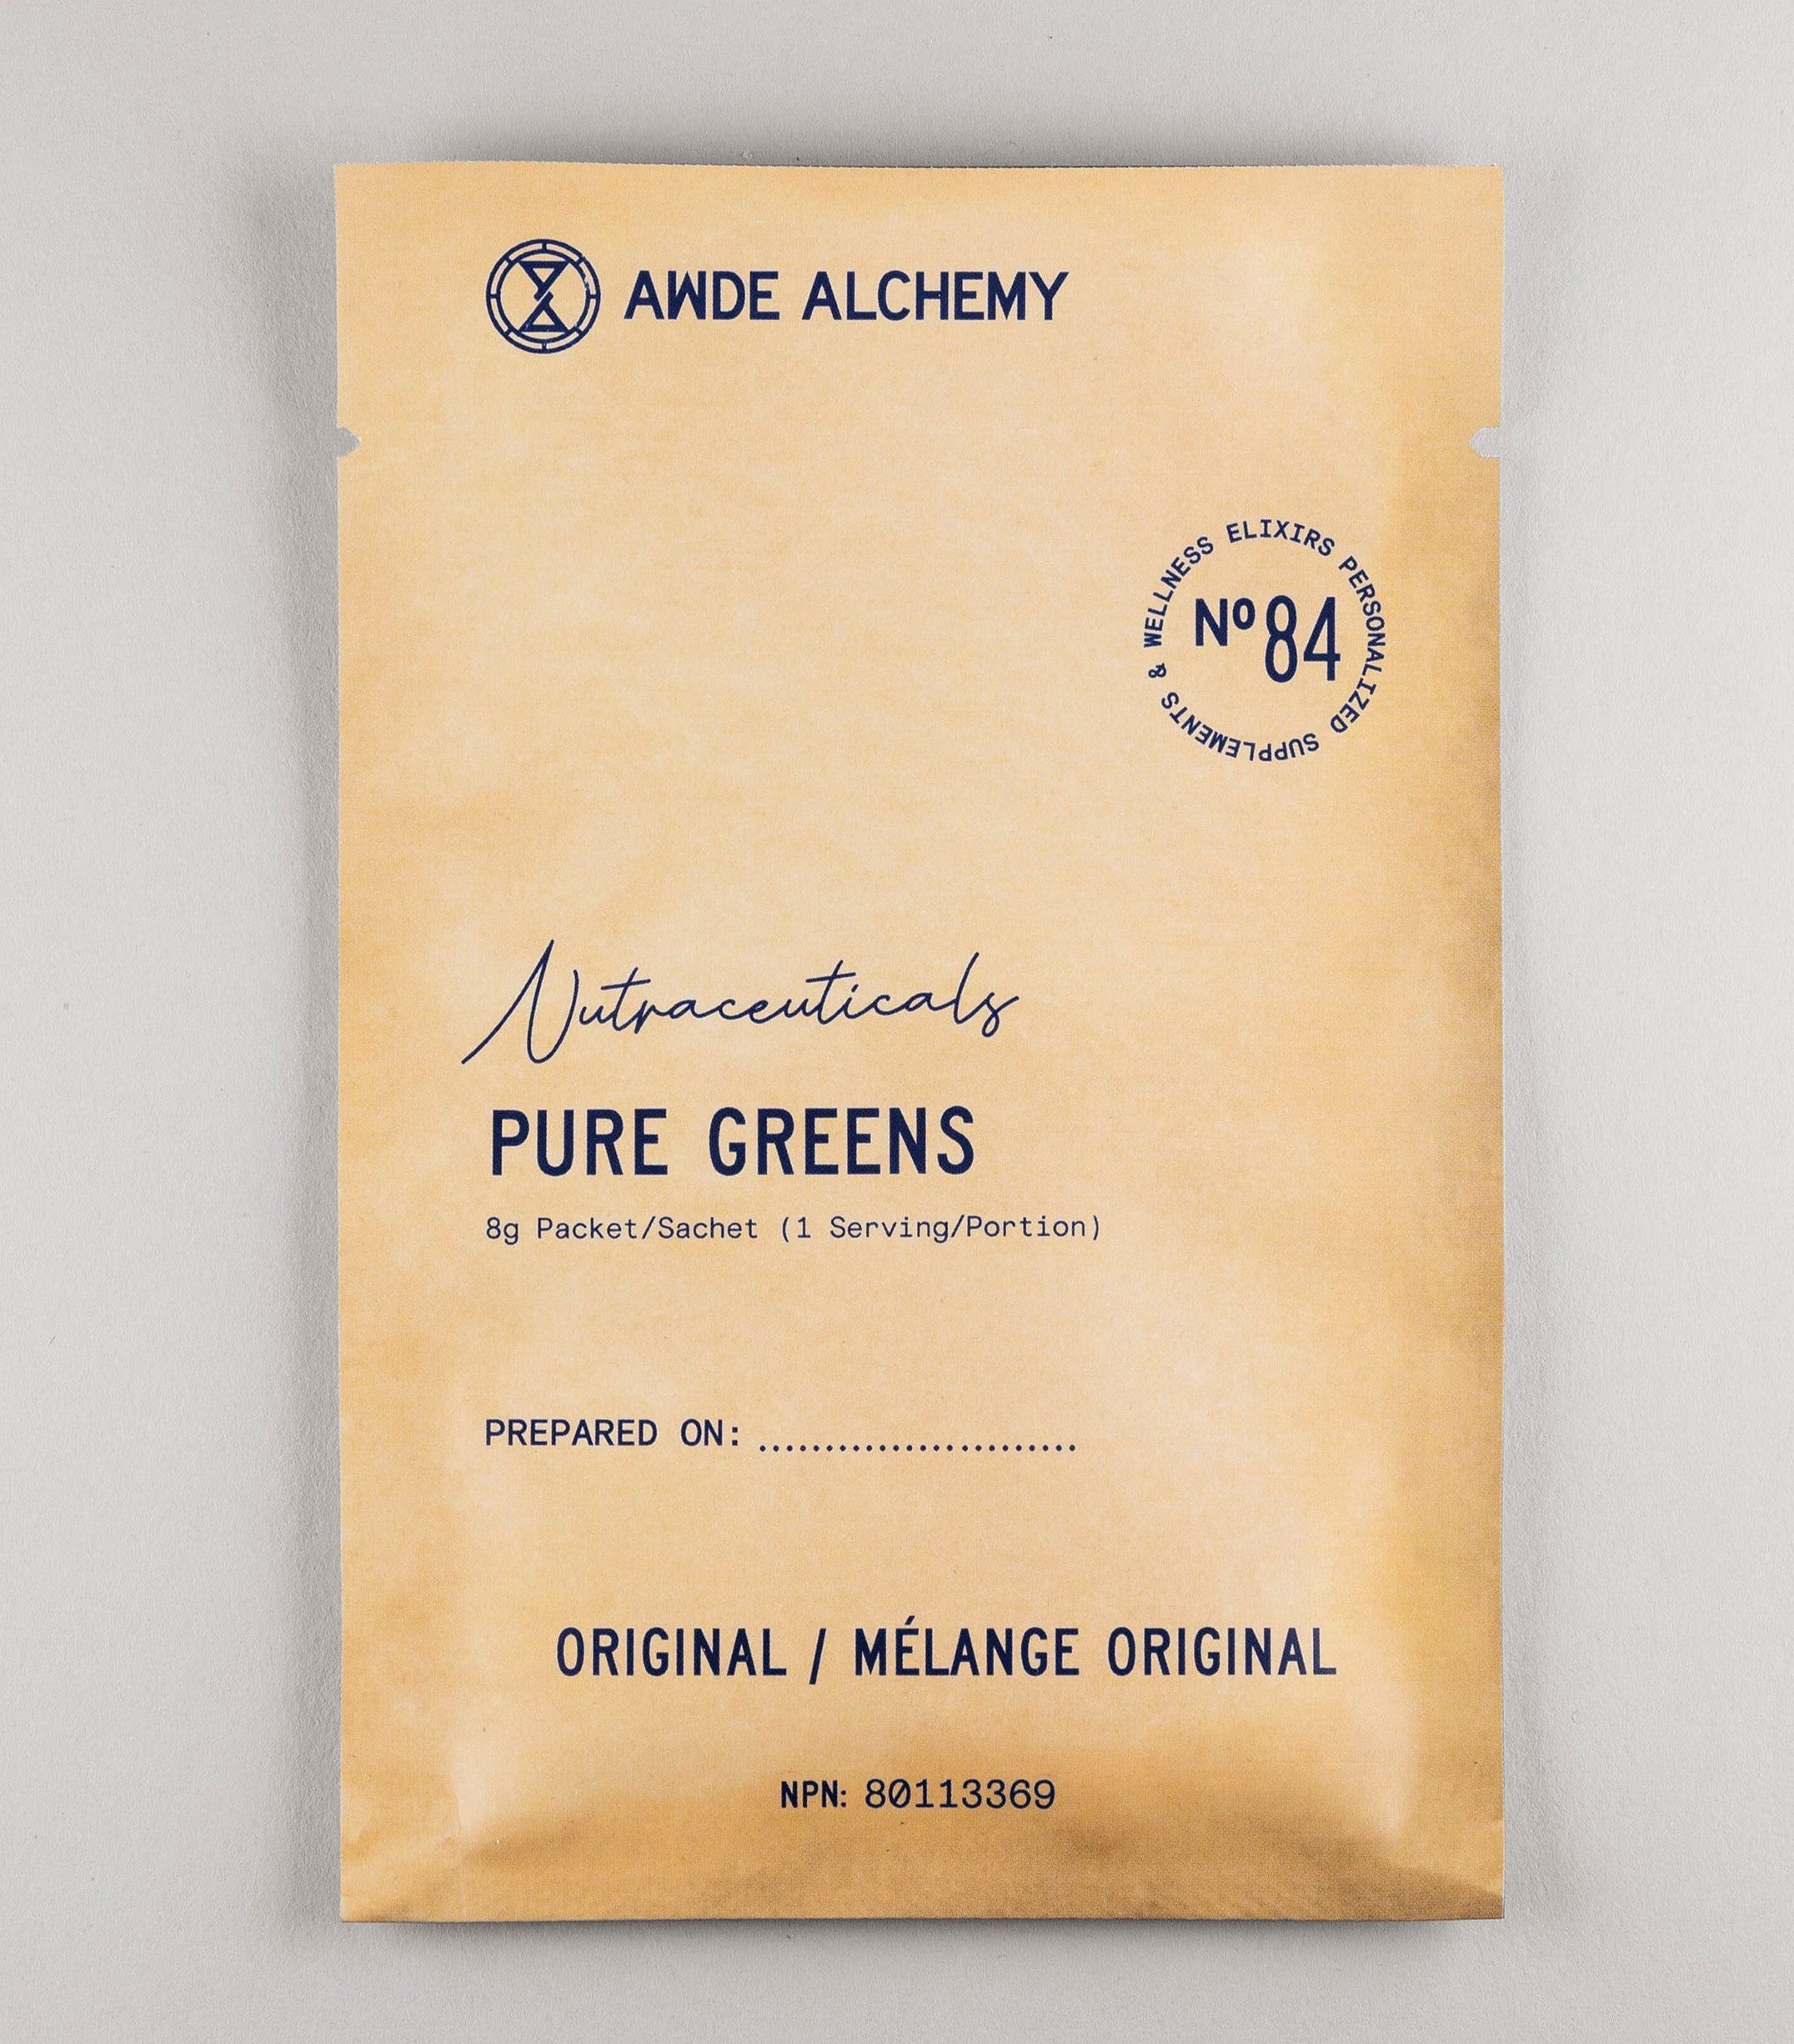 AWDE ALCHEMY
WELLNESS ELIXIRS PERSONALIZED SUPPLEMENTS &
Nº84
Nutraceuticals
PURE GREENS
8g Packet/Sachet (1 Serving/Portion)
PREPARED ON: ........................
ORIGINAL / MÉLANGE ORIGINAL
NPN: 80113369